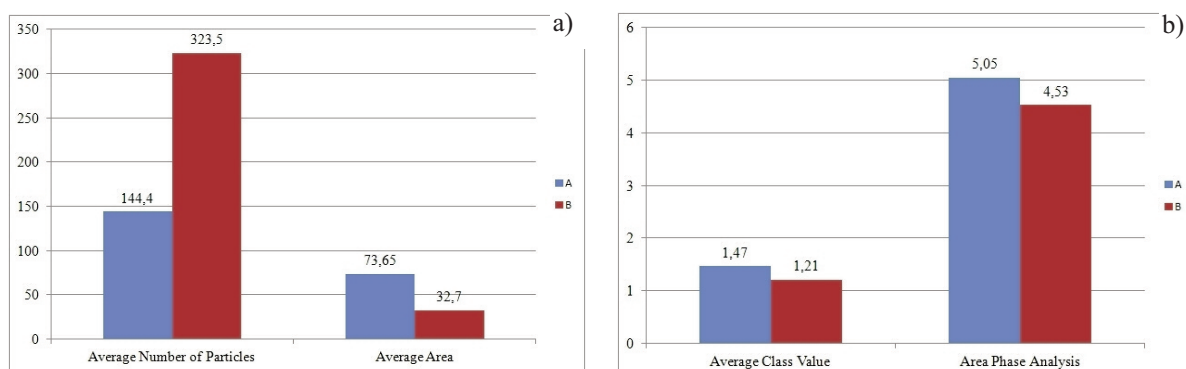 a)
350
300
250
200
150
100
50
0
323,5
144,4
73,65
32,7
Average Number of Particles
Average Area
A
B
b)
6
5
4
3
2
1
0
5,05
4,53
1,47
1,21
Average Class Value
Area Phase Analysis
A
B